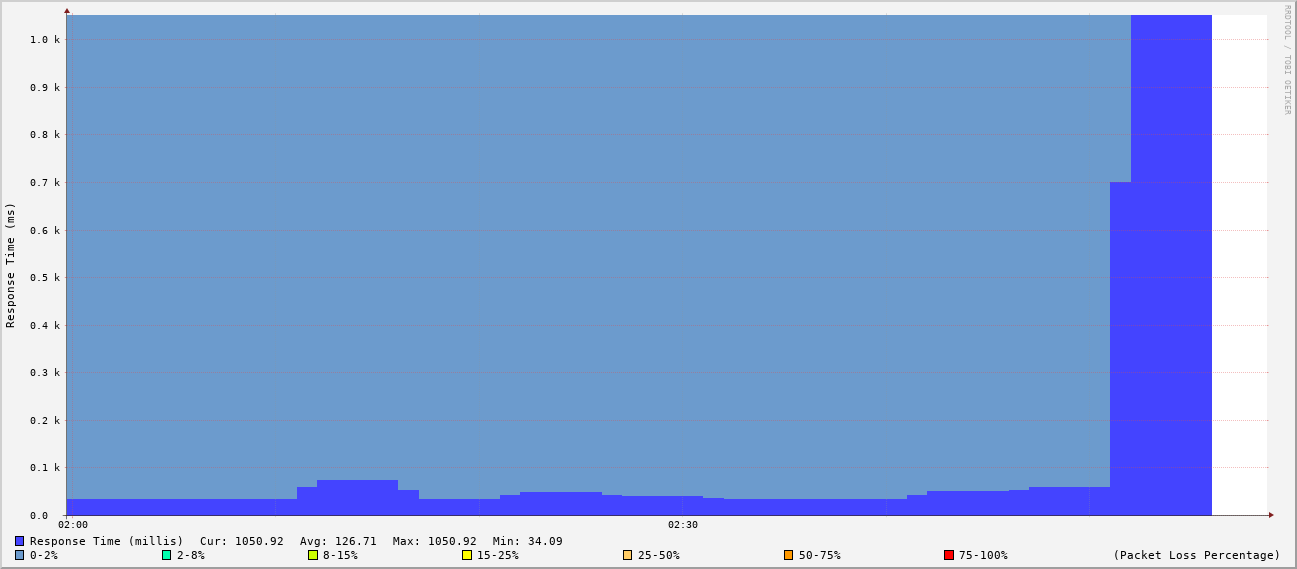 RRDTOOL / TOBI OETIKER
Response Time (ms)
1.0 k
0.9 k
0.8 k
0.7 k
0.6 k
0.5 k
0.4 k
0.3 k
0.2 k
0.1 k
0.0
02:00 02:30
Response Time (millis) Cur: 1050.92 Avg: 126.71 Max: 1050.92 Min: 34.09
0-2% 2-8% 8-15% 15-25% 25-50% 50-75% 75-100% (Packet Loss Percentage)